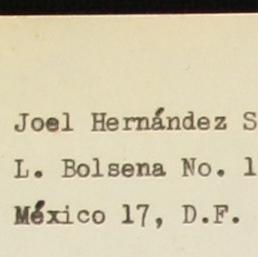 Joel Hernández S
L. Bolsena No. 1
México 17, D.F.